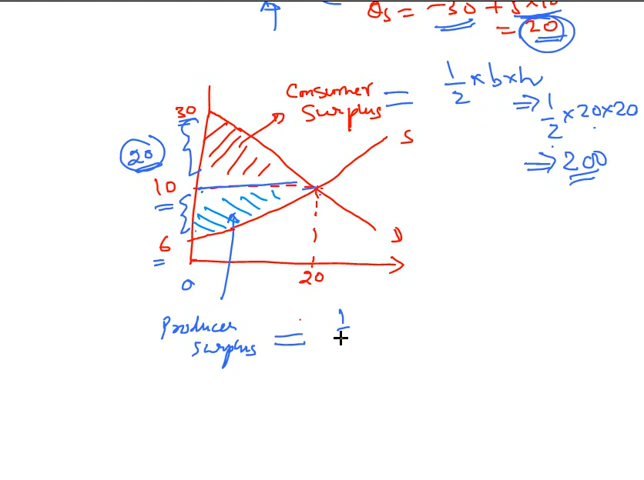 Qs = -30 + 5×10
= 20
Consumer Surplus = 1/2 × b × h
⇒ 1/2 × 20 × 20
⇒ 200
30
20
10
6
0
20
S
D
Producer Surplus = 1